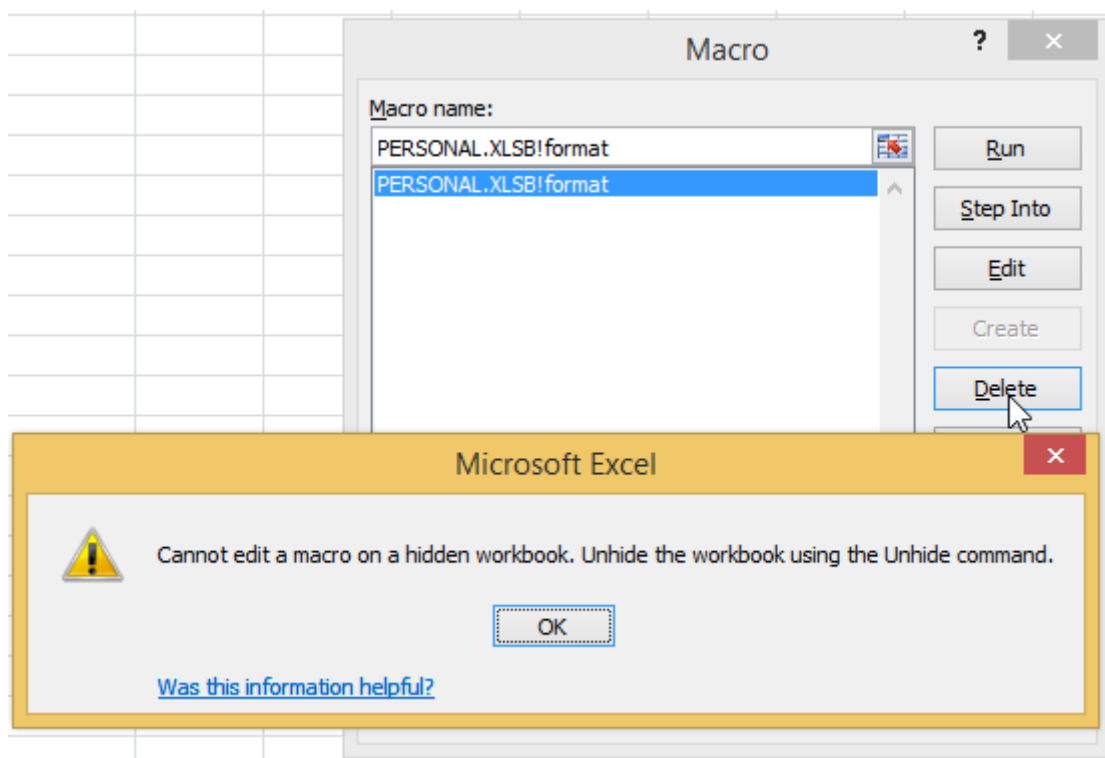 Macro
?
Macro name:
PERSONAL.XLSB!format
PERSONAL.XLSB!format
Run
Step Into
Edit
Create
Delete
Microsoft Excel
Cannot edit a macro on a hidden workbook. Unhide the workbook using the Unhide command.
OK
Was this information helpful?